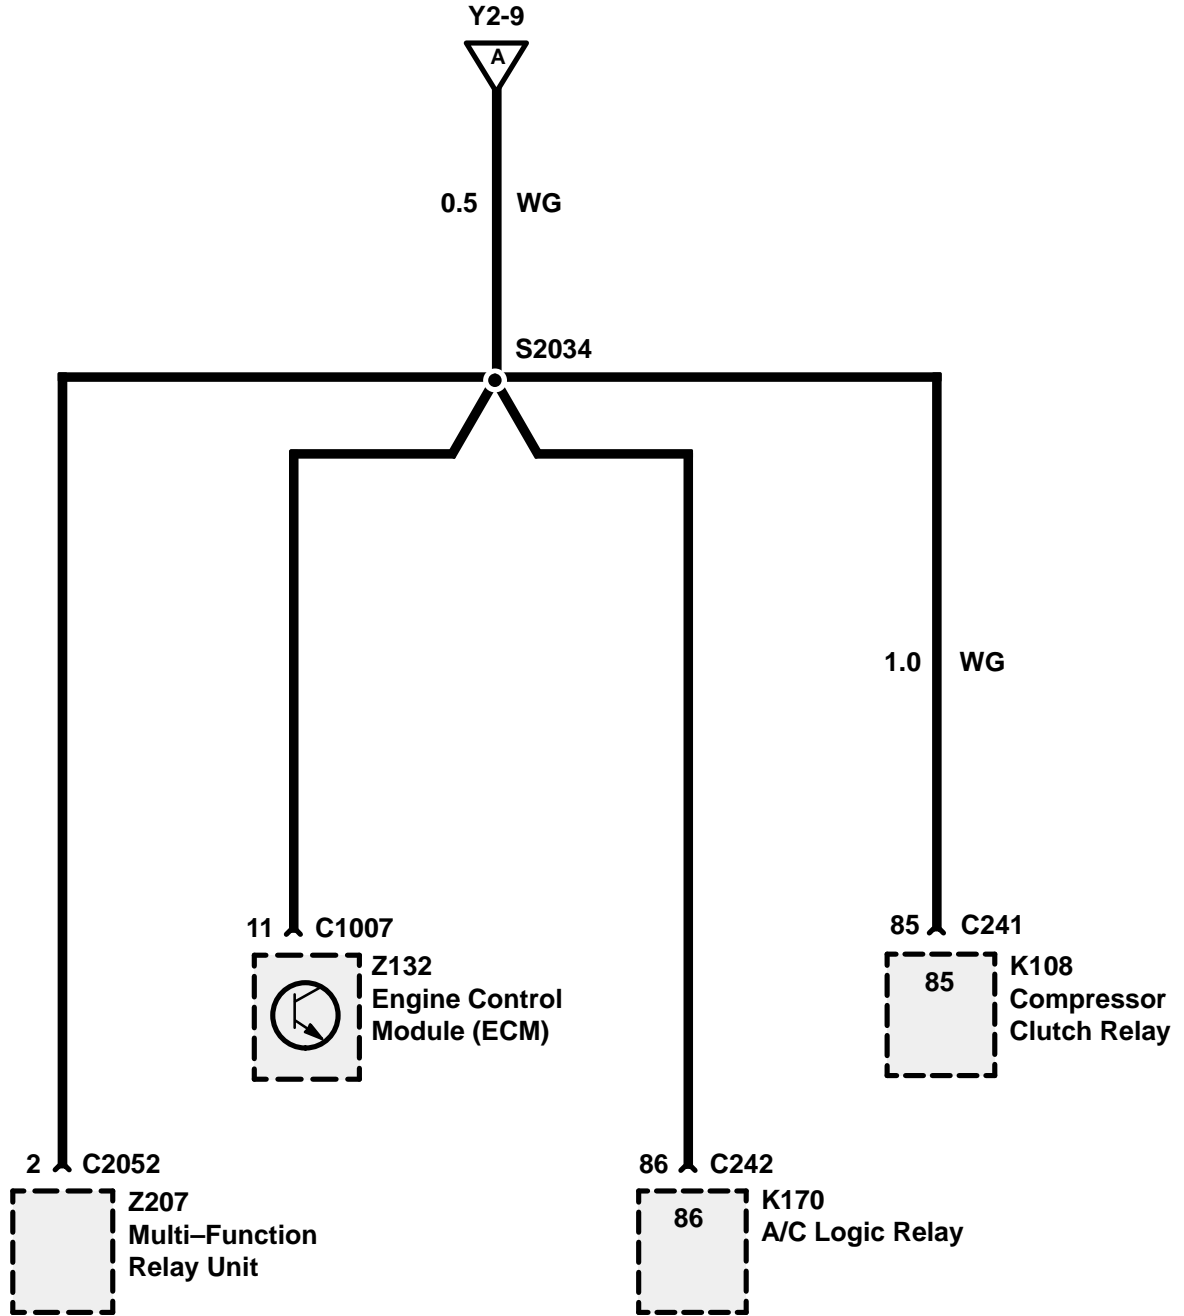 Y2-9
A
0.5 WG
S2034
1.0 WG
11 C1007
Z132
Engine Control
Module (ECM)
85 C241
85
K108
Compressor
Clutch Relay
2 C2052
Z207
Multi–Function
Relay Unit
86 C242
86
K170
A/C Logic Relay